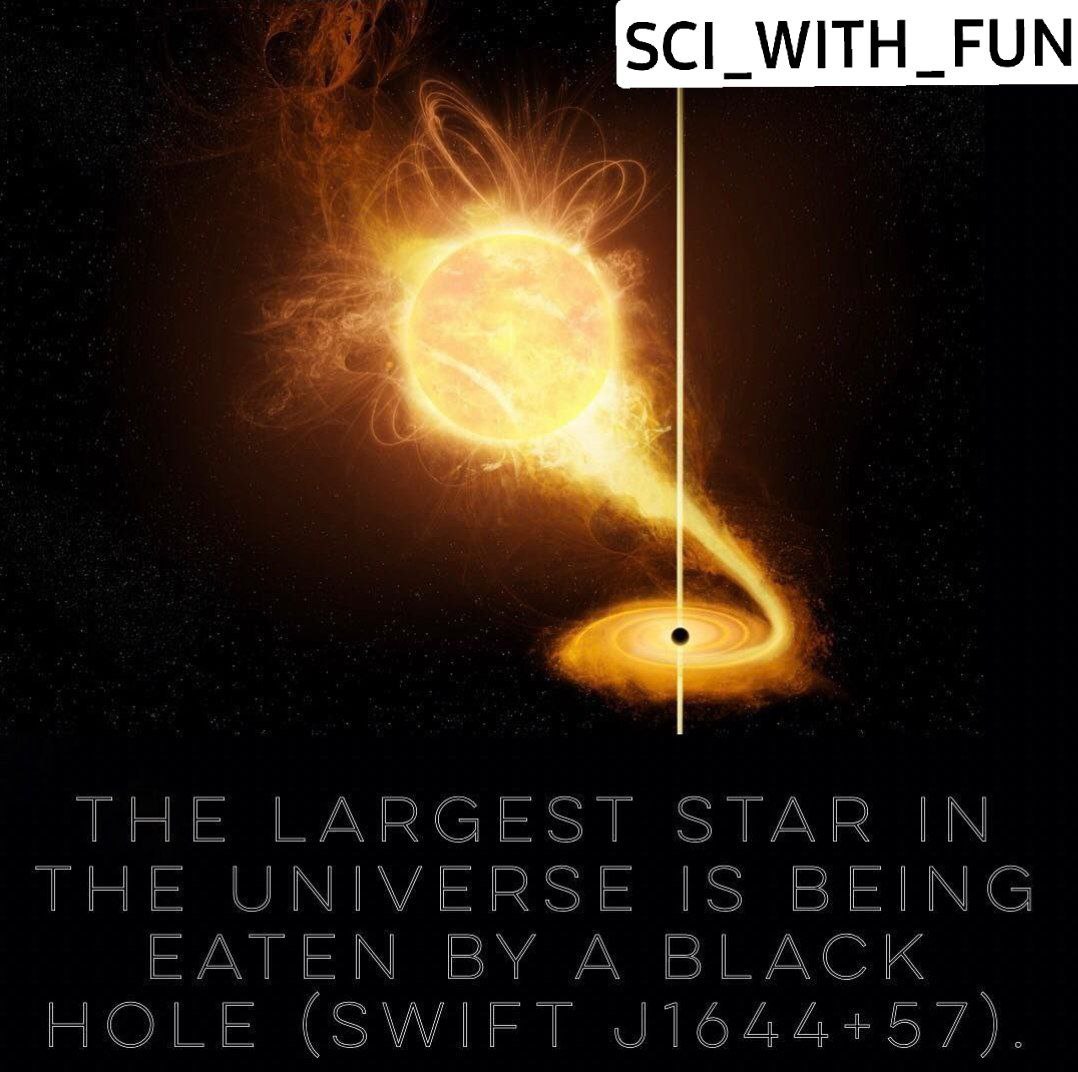 SCI_WITH_FUN
THE LARGEST STAR IN
THE UNIVERSE IS BEING
EATEN BY A BLACK
HOLE (SWIFT J1644+57).